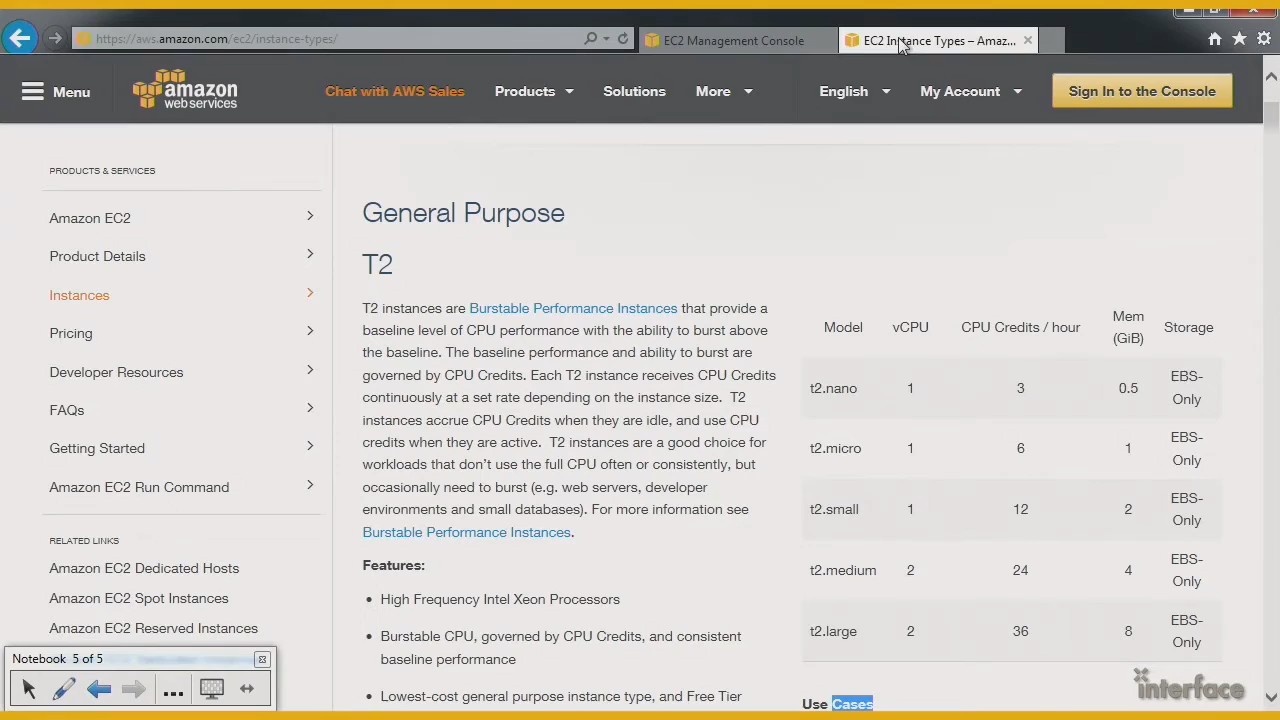 https://aws.amazon.com/ec2/instance-types/
EC2 Management Console
EC2 Instance Types – Amaz...
Menu
amazon
web services
Chat with AWS Sales
Products
Solutions
More
English
My Account
Sign In to the Console
PRODUCTS & SERVICES
Amazon EC2
Product Details
Instances
Pricing
Developer Resources
FAQs
Getting Started
Amazon EC2 Run Command
RELATED LINKS
Amazon EC2 Dedicated Hosts
Amazon EC2 Spot Instances
Amazon EC2 Reserved Instances
General Purpose
T2
T2 instances are Burstable Performance Instances that provide a
baseline level of CPU performance with the ability to burst above
the baseline. The baseline performance and ability to burst are
governed by CPU Credits. Each T2 instance receives CPU Credits
continuously at a set rate depending on the instance size.  T2
instances accrue CPU Credits when they are idle, and use CPU
credits when they are active.  T2 instances are a good choice for
workloads that don't use the full CPU often or consistently, but
occasionally need to burst (e.g. web servers, developer
environments and small databases). For more information see
Burstable Performance Instances.
Features:
• High Frequency Intel Xeon Processors
• Burstable CPU, governed by CPU Credits, and consistent
baseline performance
• Lowest-cost general purpose instance type, and Free Tier
Model vCPU CPU Credits / hour Mem (GiB) Storage
t2.nano 1 3 0.5 EBS-Only
t2.micro 1 6 1 EBS-Only
t2.small 1 12 2 EBS-Only
t2.medium 2 24 4 EBS-Only
t2.large 2 36 8 EBS-Only
Use Cases
Notebook 5 of 5
...
interface